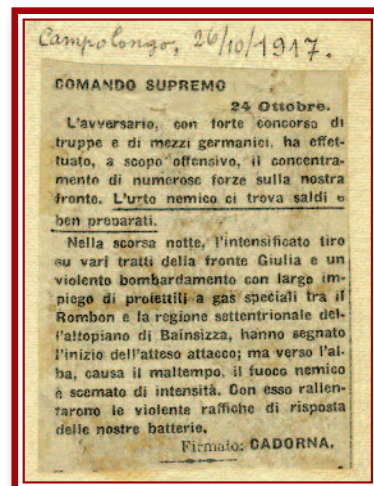 Campolongo, 26/10/1917.
COMANDO SUPREMO
24 Ottobre.
L'avversario, con forte concorso di
truppe e di mezzi germanici, ha effet-
tuato, a scopo offensivo, il concentra-
mento di numerose forze sulla nostra
fronte. L'urto nemico ci trova saldi e
ben preparati.
Nella scorsa notte, l'intensificato tiro
su vari tratti della fronte Giulia e un
violento bombardamento con largo im-
piego di proiettili a gas speciali tra il
Rombon e la regione settentrionale del-
l'altopiano di Bainsizza, hanno segnato
l'inizio dell'atteso attacco; ma verso l'al-
ba, causa il maltempo, il fuoco nemico
è scemato di intensità. Con esso rallen-
tarono le violente raffiche di risposta
delle nostre batterie.
Firmato: CADORNA.